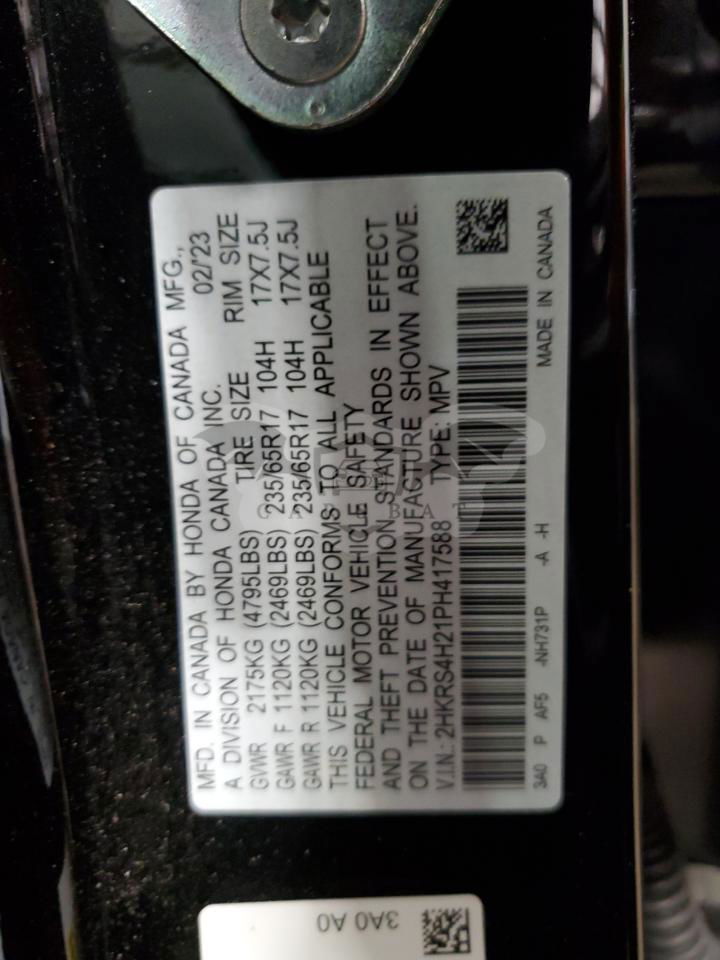 MFD. IN CANADA BY HONDA OF CANADA MFG.,
A DIVISION OF HONDA CANADA INC. 02/'23
GVWR 2175KG (4795LBS) TIRE SIZE RIM SIZE
GAWR F 1120KG (2469LBS) 235/65R17 104H 17X7.5J
GAWR R 1120KG (2469LBS) 235/65R17 104H 17X7.5J
THIS VEHICLE CONFORMS TO ALL APPLICABLE
FEDERAL MOTOR VEHICLE SAFETY
AND THEFT PREVENTION STANDARDS IN EFFECT
ON THE DATE OF MANUFACTURE SHOWN ABOVE.
V.I.N.: 2HKRS4H21PH417588 TYPE: MPV
3A0 P AF5 -NH731P -A -H MADE IN CANADA
3A0 A0